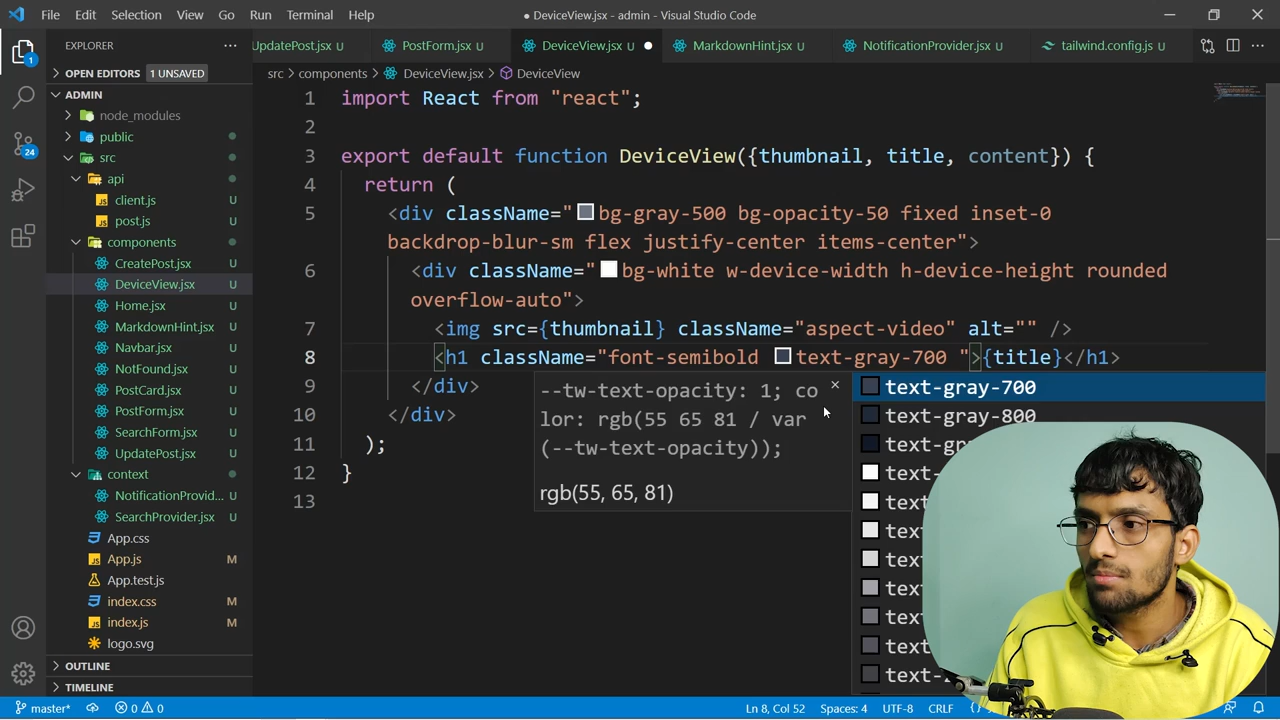 File Edit Selection View Go Run Terminal Help
● DeviceView.jsx - admin - Visual Studio Code
EXPLORER
UpdatePost.jsx U
PostForm.jsx U
DeviceView.jsx U ●
MarkdownHint.jsx U
NotificationProvider.jsx U
tailwind.config.js U
src > components > DeviceView.jsx > DeviceView
OPEN EDITORS 1 UNSAVED
ADMIN
node_modules
public
src
api
client.js U
post.js U
components
CreatePost.jsx U
DeviceView.jsx U
Home.jsx U
MarkdownHint.jsx U
Navbar.jsx U
NotFound.jsx U
PostCard.jsx U
PostForm.jsx U
SearchForm.jsx U
UpdatePost.jsx U
context
NotificationProvid... U
SearchProvider.jsx U
App.css
App.js M
App.test.js
index.css M
index.js M
logo.svg
OUTLINE
TIMELINE
1
24
1 import React from "react";
2
3 export default function DeviceView({thumbnail, title, content}) {
4 return (
5 <div className="bg-gray-500 bg-opacity-50 fixed inset-0
backdrop-blur-sm flex justify-center items-center">
6 <div className="bg-white w-device-width h-device-height rounded
overflow-auto">
7 <img src={thumbnail} className="aspect-video" alt="" />
8 <h1 className="font-semibold text-gray-700 ">{title}</h1>
9 </div>
10 </div>
11 );
12 }
13
--tw-text-opacity: 1; co
lor: rgb(55 65 81 / var
(--tw-text-opacity));
rgb(55, 65, 81)
text-gray-700
text-gray-800
master* 0 0
Ln 8, Col 52 Spaces: 4 UTF-8 CRLF